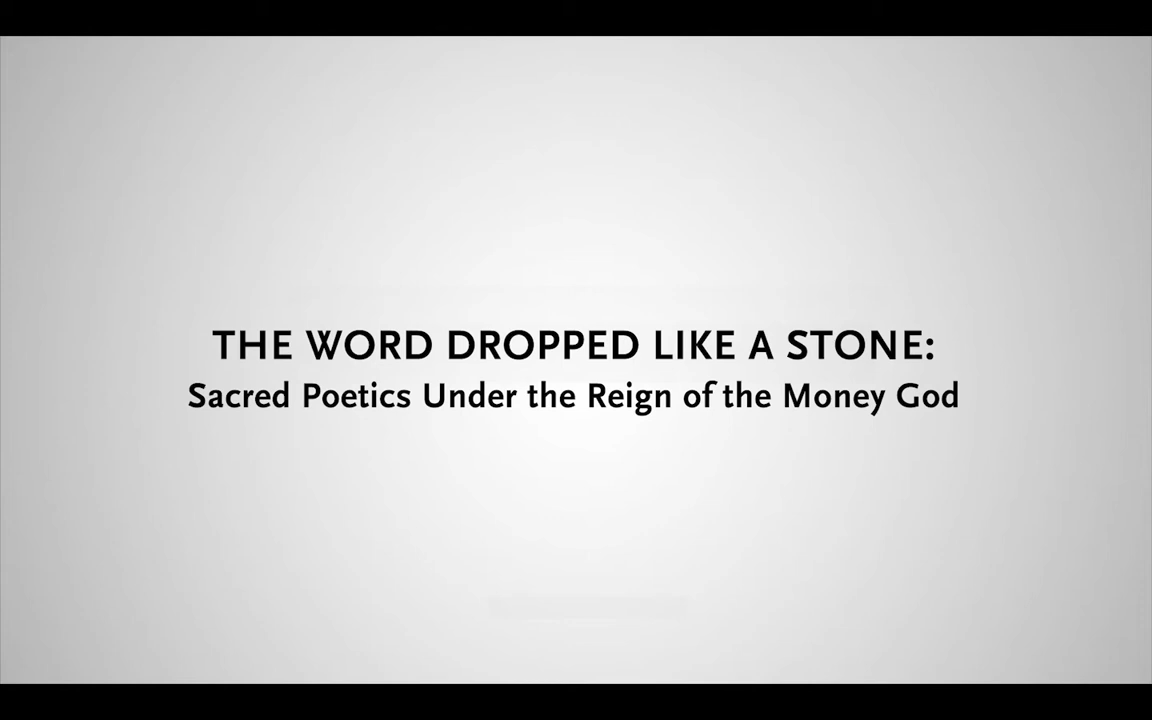 THE WORD DROPPED LIKE A STONE:
Sacred Poetics Under the Reign of the Money God